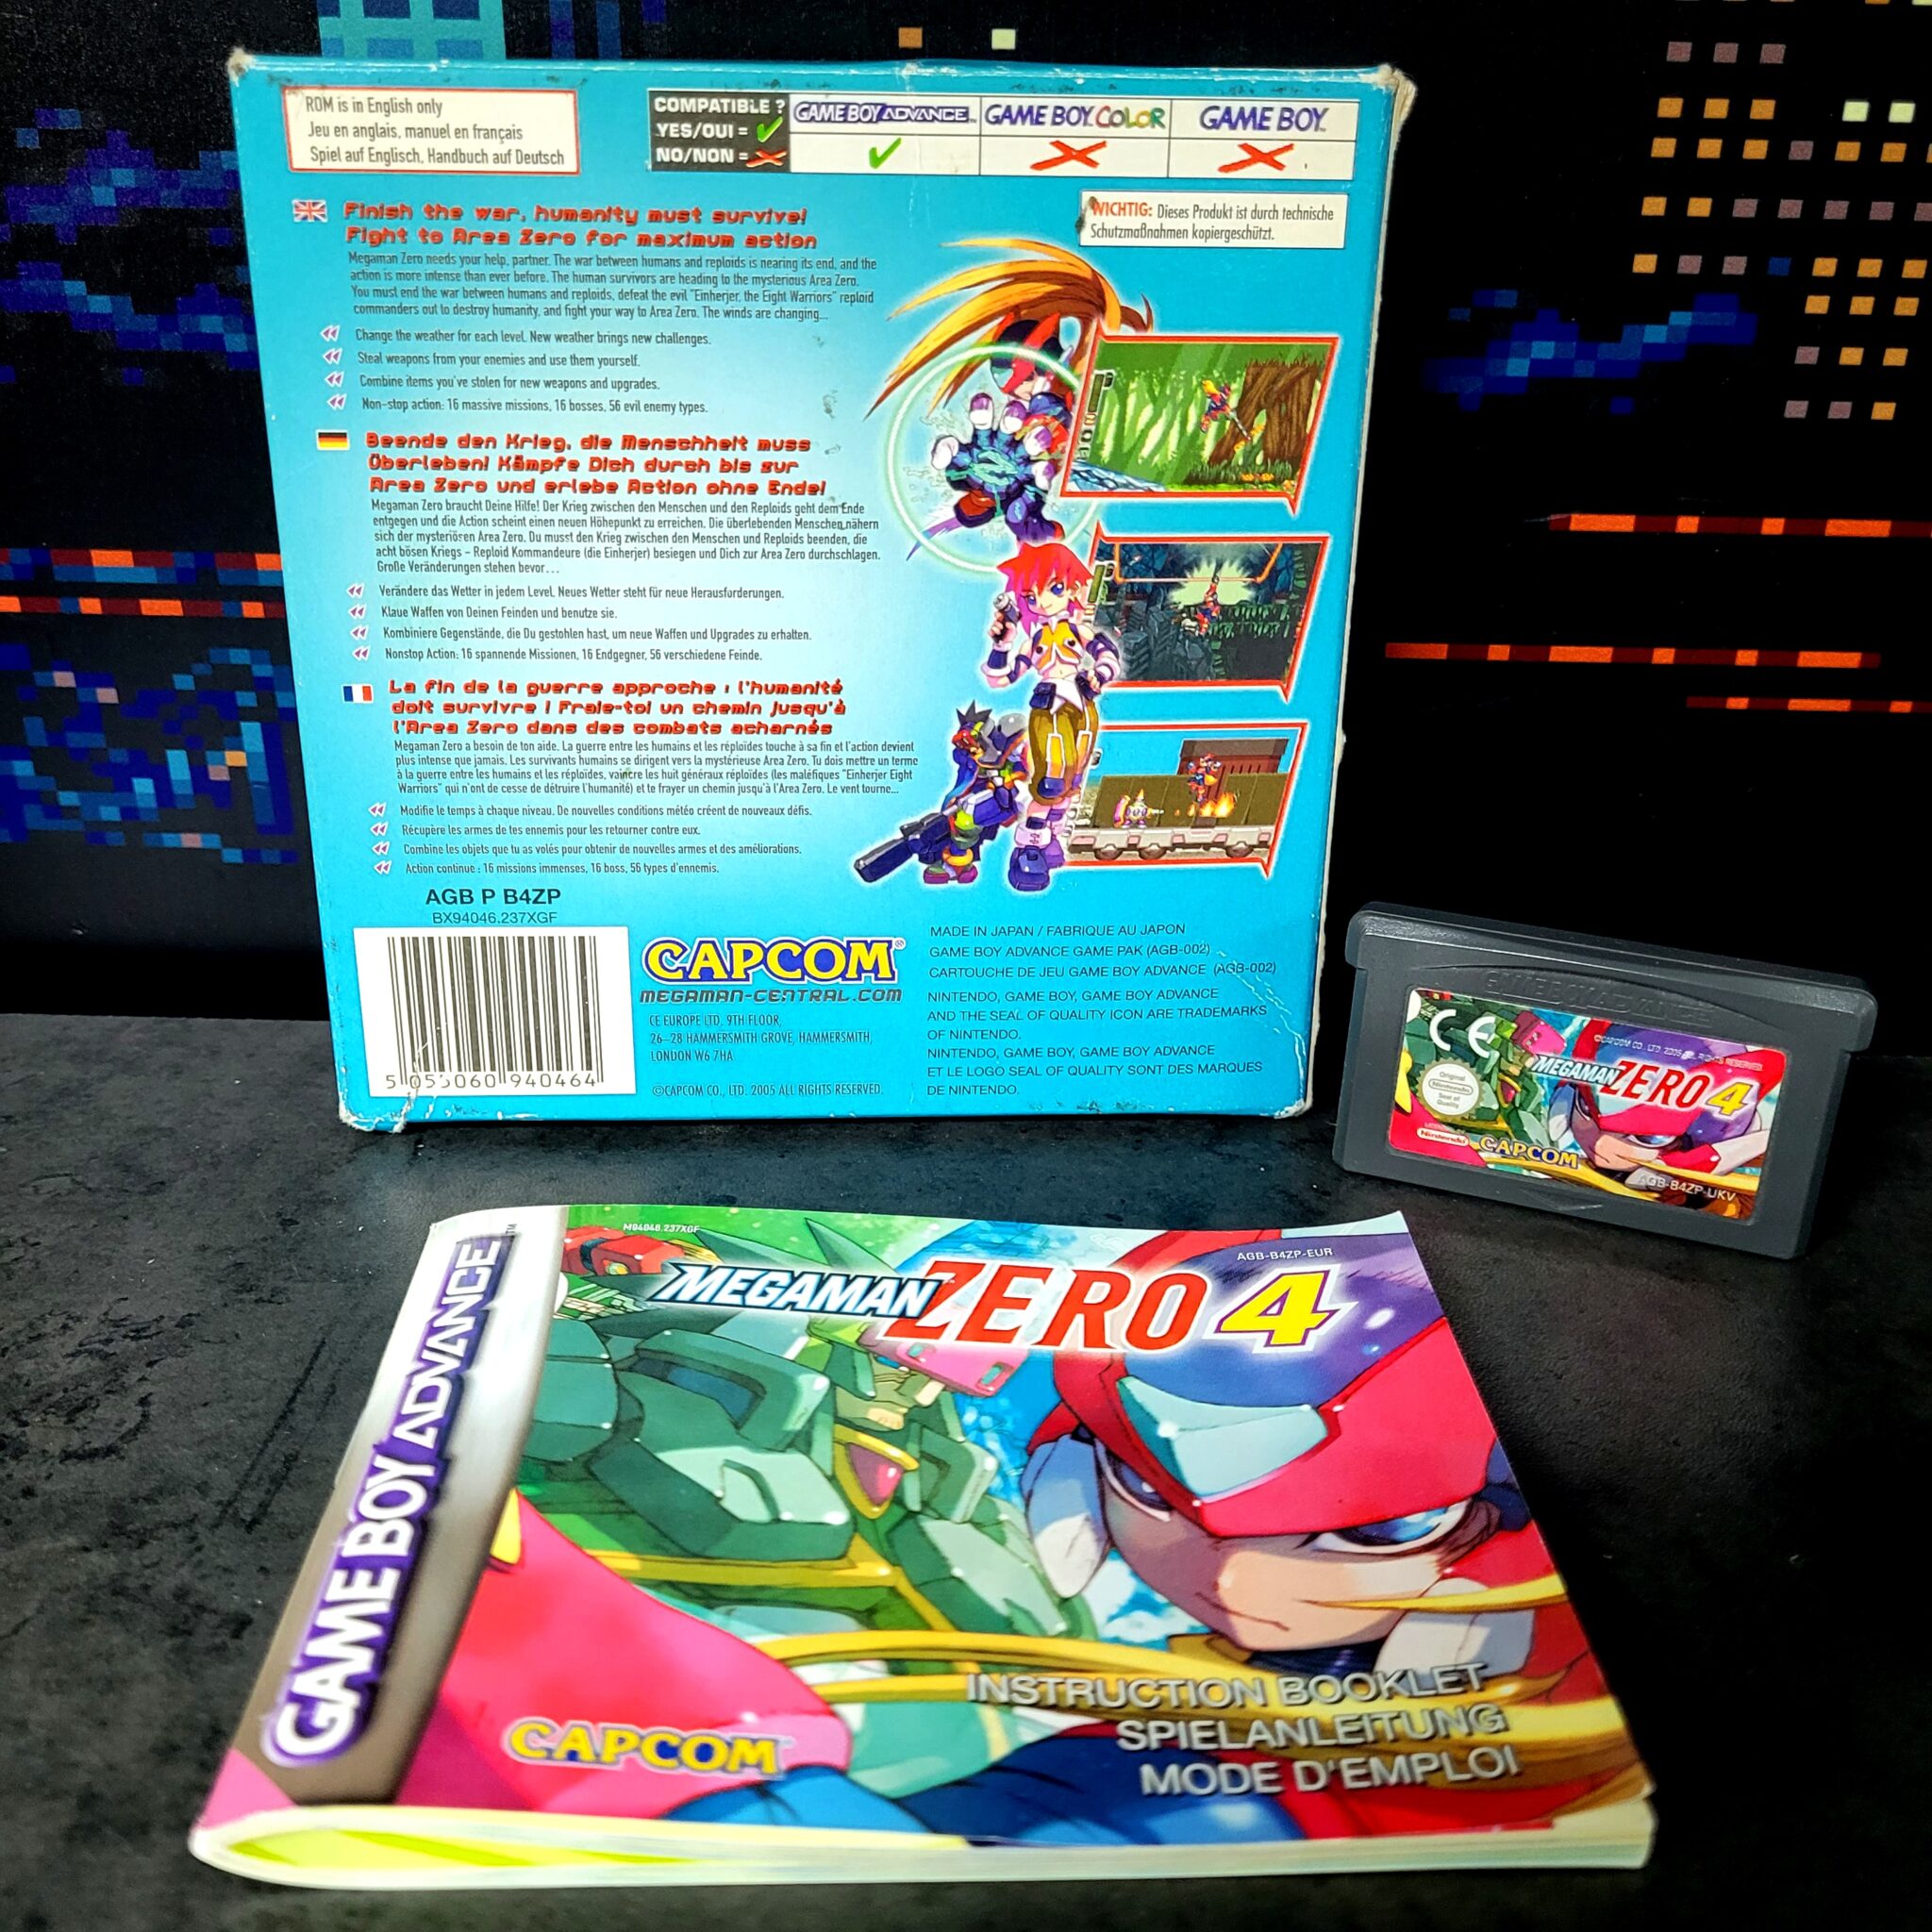 ROM is in English only
Jeu en anglais, manuel en français
Spiel auf Englisch, Handbuch auf Deutsch
COMPATIBLE ?
YES/OUI =
NO/NON =
GAME BOY ADVANCE™
GAME BOY COLOR
GAME BOY™
WICHTIG: Dieses Produkt ist durch technische
Schutzmaßnahmen kopiergeschützt.
Finish the war, humanity must survive!
Fight to Area Zero for maximum action
Megaman Zero needs your help, partner. The war between humans and reploids is nearing its end, and the
action is more intense than ever before. The human survivors are heading to the mysterious Area Zero.
You must end the war between humans and reploids, defeat the evil "Einherjer, the Eight Warriors" reploid
commanders out to destroy humanity, and fight your way to Area Zero. The winds are changing...
Change the weather for each level. New weather brings new challenges.
Steal weapons from your enemies and use them yourself.
Combine items you've stolen for new weapons and upgrades.
Non-stop action: 16 massive missions, 16 bosses, 56 evil enemy types.
Beende den Krieg, die Menschheit muss
überleben! Kämpfe Dich durch bis zur
Area Zero und erlebe Action ohne Ende!
Megaman Zero braucht Deine Hilfe! Der Krieg zwischen den Menschen und den Reploids geht dem Ende
entgegen und die Action scheint einen neuen Höhepunkt zu erreichen. Die überlebenden Menschen nähern
sich der mysteriören Area Zero. Du musst den Krieg zwischen den Menschen und Reploids beenden, die
acht bösen Kriegs - Reploid Kommandeure (die Einherjer) besiegen und Dich zur Area Zero durchschlagen.
Große Veränderungen stehen bevor...
Verändere das Wetter in jedem Level. Neues Wetter steht für neue Herausforderungen.
Klaue Waffen von Deinen Feinden und benutze sie.
Kombiniere Gegenstände, die Du gestohlen hast, um neue Waffen und Upgrades zu erhalten.
Nonstop Action: 16 spannende Missionen, 16 Endgegner, 56 verschiedene Feinde.
La fin de la guerre approche : l'humanité
doit survivre ! Fraie-toi un chemin jusqu'à
l'Area Zero dans des combats acharnés
Megaman Zero a besoin de ton aide. La guerre entre les humains et les réploïdes touche à sa fin et l'action devient
plus intense que jamais. Les survivants humains se dirigent vers la mystérieuse Area Zero. Tu dois mettre un terme
à la guerre entre les humains et les réploïdes, vaincre les huit généraux réploïdes (les maléfiques "Einherjer Eight
Warriors" qui n'ont de cesse de détruire l'humanité) et te frayer un chemin jusqu'à l'Area Zero. Le vent tourne...
Modifie le temps à chaque niveau. De nouvelles conditions météo créent de nouveaux défis.
Récupère les armes de tes ennemis pour les retourner contre eux.
Combine les objets que tu as volés pour obtenir de nouvelles armes et des améliorations.
Action continue : 16 missions immenses, 16 boss, 56 types d'ennemis.
AGB P B4ZP
BX94046.237XGF
5 055060 940464
CAPCOM®
MEGAMAN-CENTRAL.COM
CE EUROPE LTD. 9TH FLOOR,
26-28 HAMMERSMITH GROVE, HAMMERSMITH,
LONDON W6 7HA
©CAPCOM CO., LTD. 2005 ALL RIGHTS RESERVED.
MADE IN JAPAN / FABRIQUE AU JAPON
GAME BOY ADVANCE GAME PAK (AGB-002)
CARTOUCHE DE JEU GAME BOY ADVANCE (AGB-002)
NINTENDO, GAME BOY, GAME BOY ADVANCE
AND THE SEAL OF QUALITY ICON ARE TRADEMARKS
OF NINTENDO.
NINTENDO, GAME BOY, GAME BOY ADVANCE
ET LE LOGO SEAL OF QUALITY SONT DES MARQUES
DE NINTENDO.
GAME BOY ADVANCE
CE
©CAPCOM CO., LTD. 2005 ALL RIGHTS RESERVED.
MEGAMAN ZERO 4
Original
Nintendo
Seal of
Quality
Nintendo
CAPCOM
AGB-B4ZP-UKV
GAME BOY ADVANCE™
M94046.237XGF
AGB-B4ZP-EUR
MEGAMAN ZERO 4
CAPCOM
INSTRUCTION BOOKLET
SPIELANLEITUNG
MODE D'EMPLOI